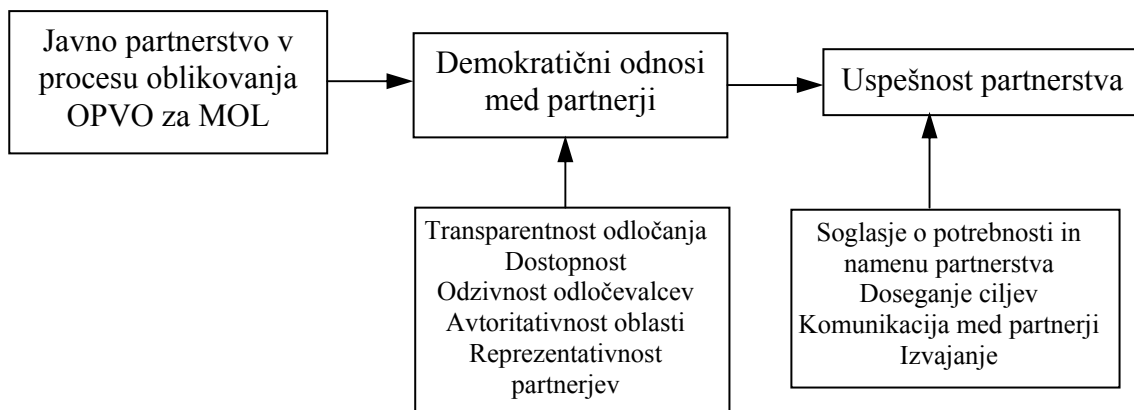 Javno partnerstvo v
procesu oblikovanja
OPVO za MOL
Demokratični odnosi
med partnerji
Uspešnost partnerstva
Transparentnost odločanja
Dostopnost
Odzivnost odločevalcev
Avtoritativnost oblasti
Reprezentativnost
partnerjev
Soglasje o potrebnosti in
namenu partnerstva
Doseganje ciljev
Komunikacija med partnerji
Izvajanje